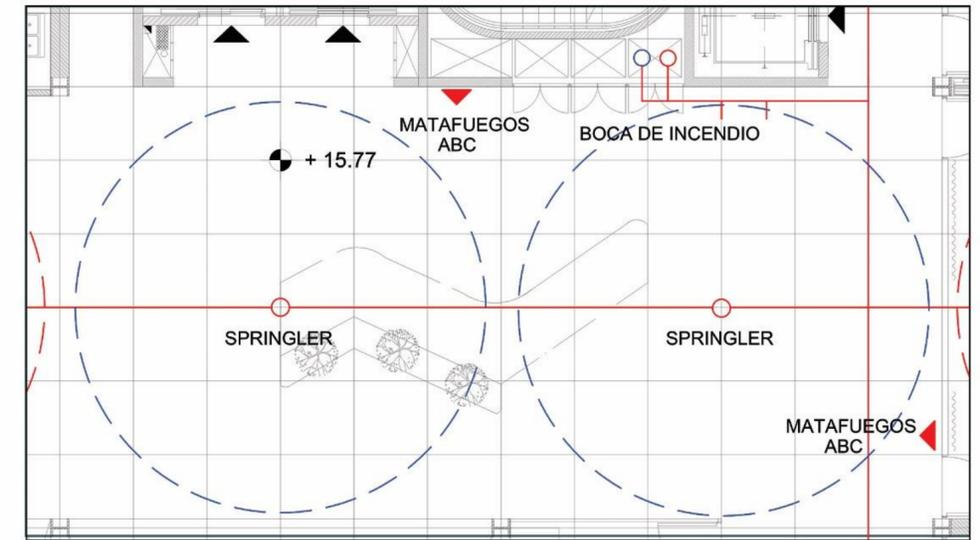 MATAFUEGOS
ABC
BOCA DE INCENDIO
+ 15.77
SPRINGLER
SPRINGLER
MATAFUEGOS
ABC